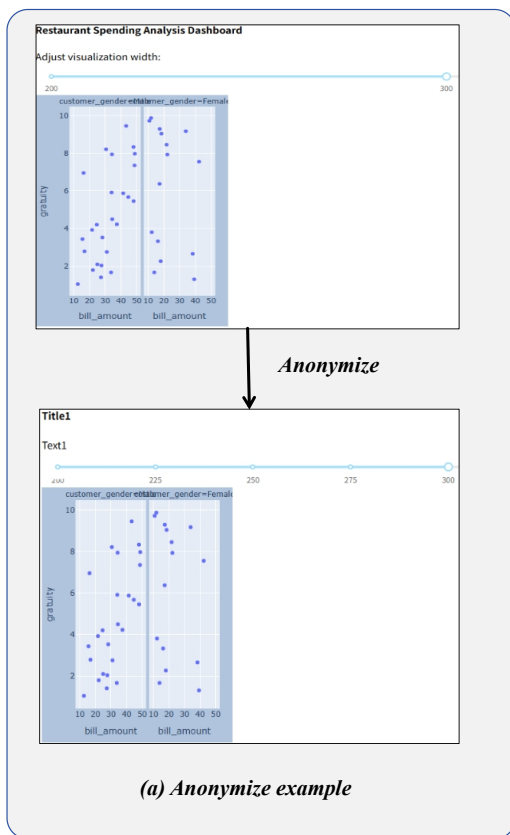 Restaurant Spending Analysis Dashboard
Adjust visualization width:
200 300
customer_gender=Female
10
8
6
4
2
gratuity
10 20 30 40 50 10 20 30 40 50
bill_amount bill_amount
Anonymize
Title1
Text1
200 225 250 275 300
customer_gender=Female
10
8
6
4
2
gratuity
10 20 30 40 50 10 20 30 40 50
bill_amount bill_amount
(a) Anonymize example